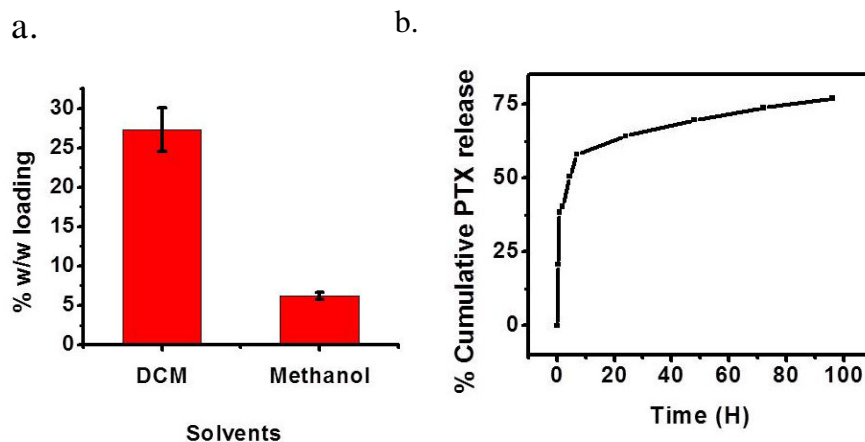 a.
% w/w loading
30
25
20
15
10
5
0
DCM Methanol
Solvents
b.
% Cumulative PTX release
75
50
25
0
0 20 40 60 80 100
Time (H)